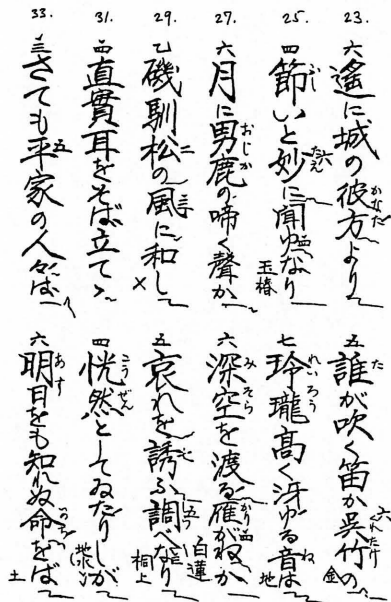 23.
六 遙に城の彼方より
五 誰が吹く笛か呉竹の 金
25.
四 節いと妙に聞ゆなり 玉椿
七 玲瓏高く冴ゆる音は 地
27.
六 月に男鹿の啼く聲か
六 深空を渡る雁がねか 白蓮
29.
乙 磯馴松の風に和し ×
五 哀れを誘ふ調べなり 桐上
31.
四 直實耳をそば立てゝ
四 恍然としてゐたりしが
33.
三 さても平家の人々は
六 明日をも知れぬ命をば 土